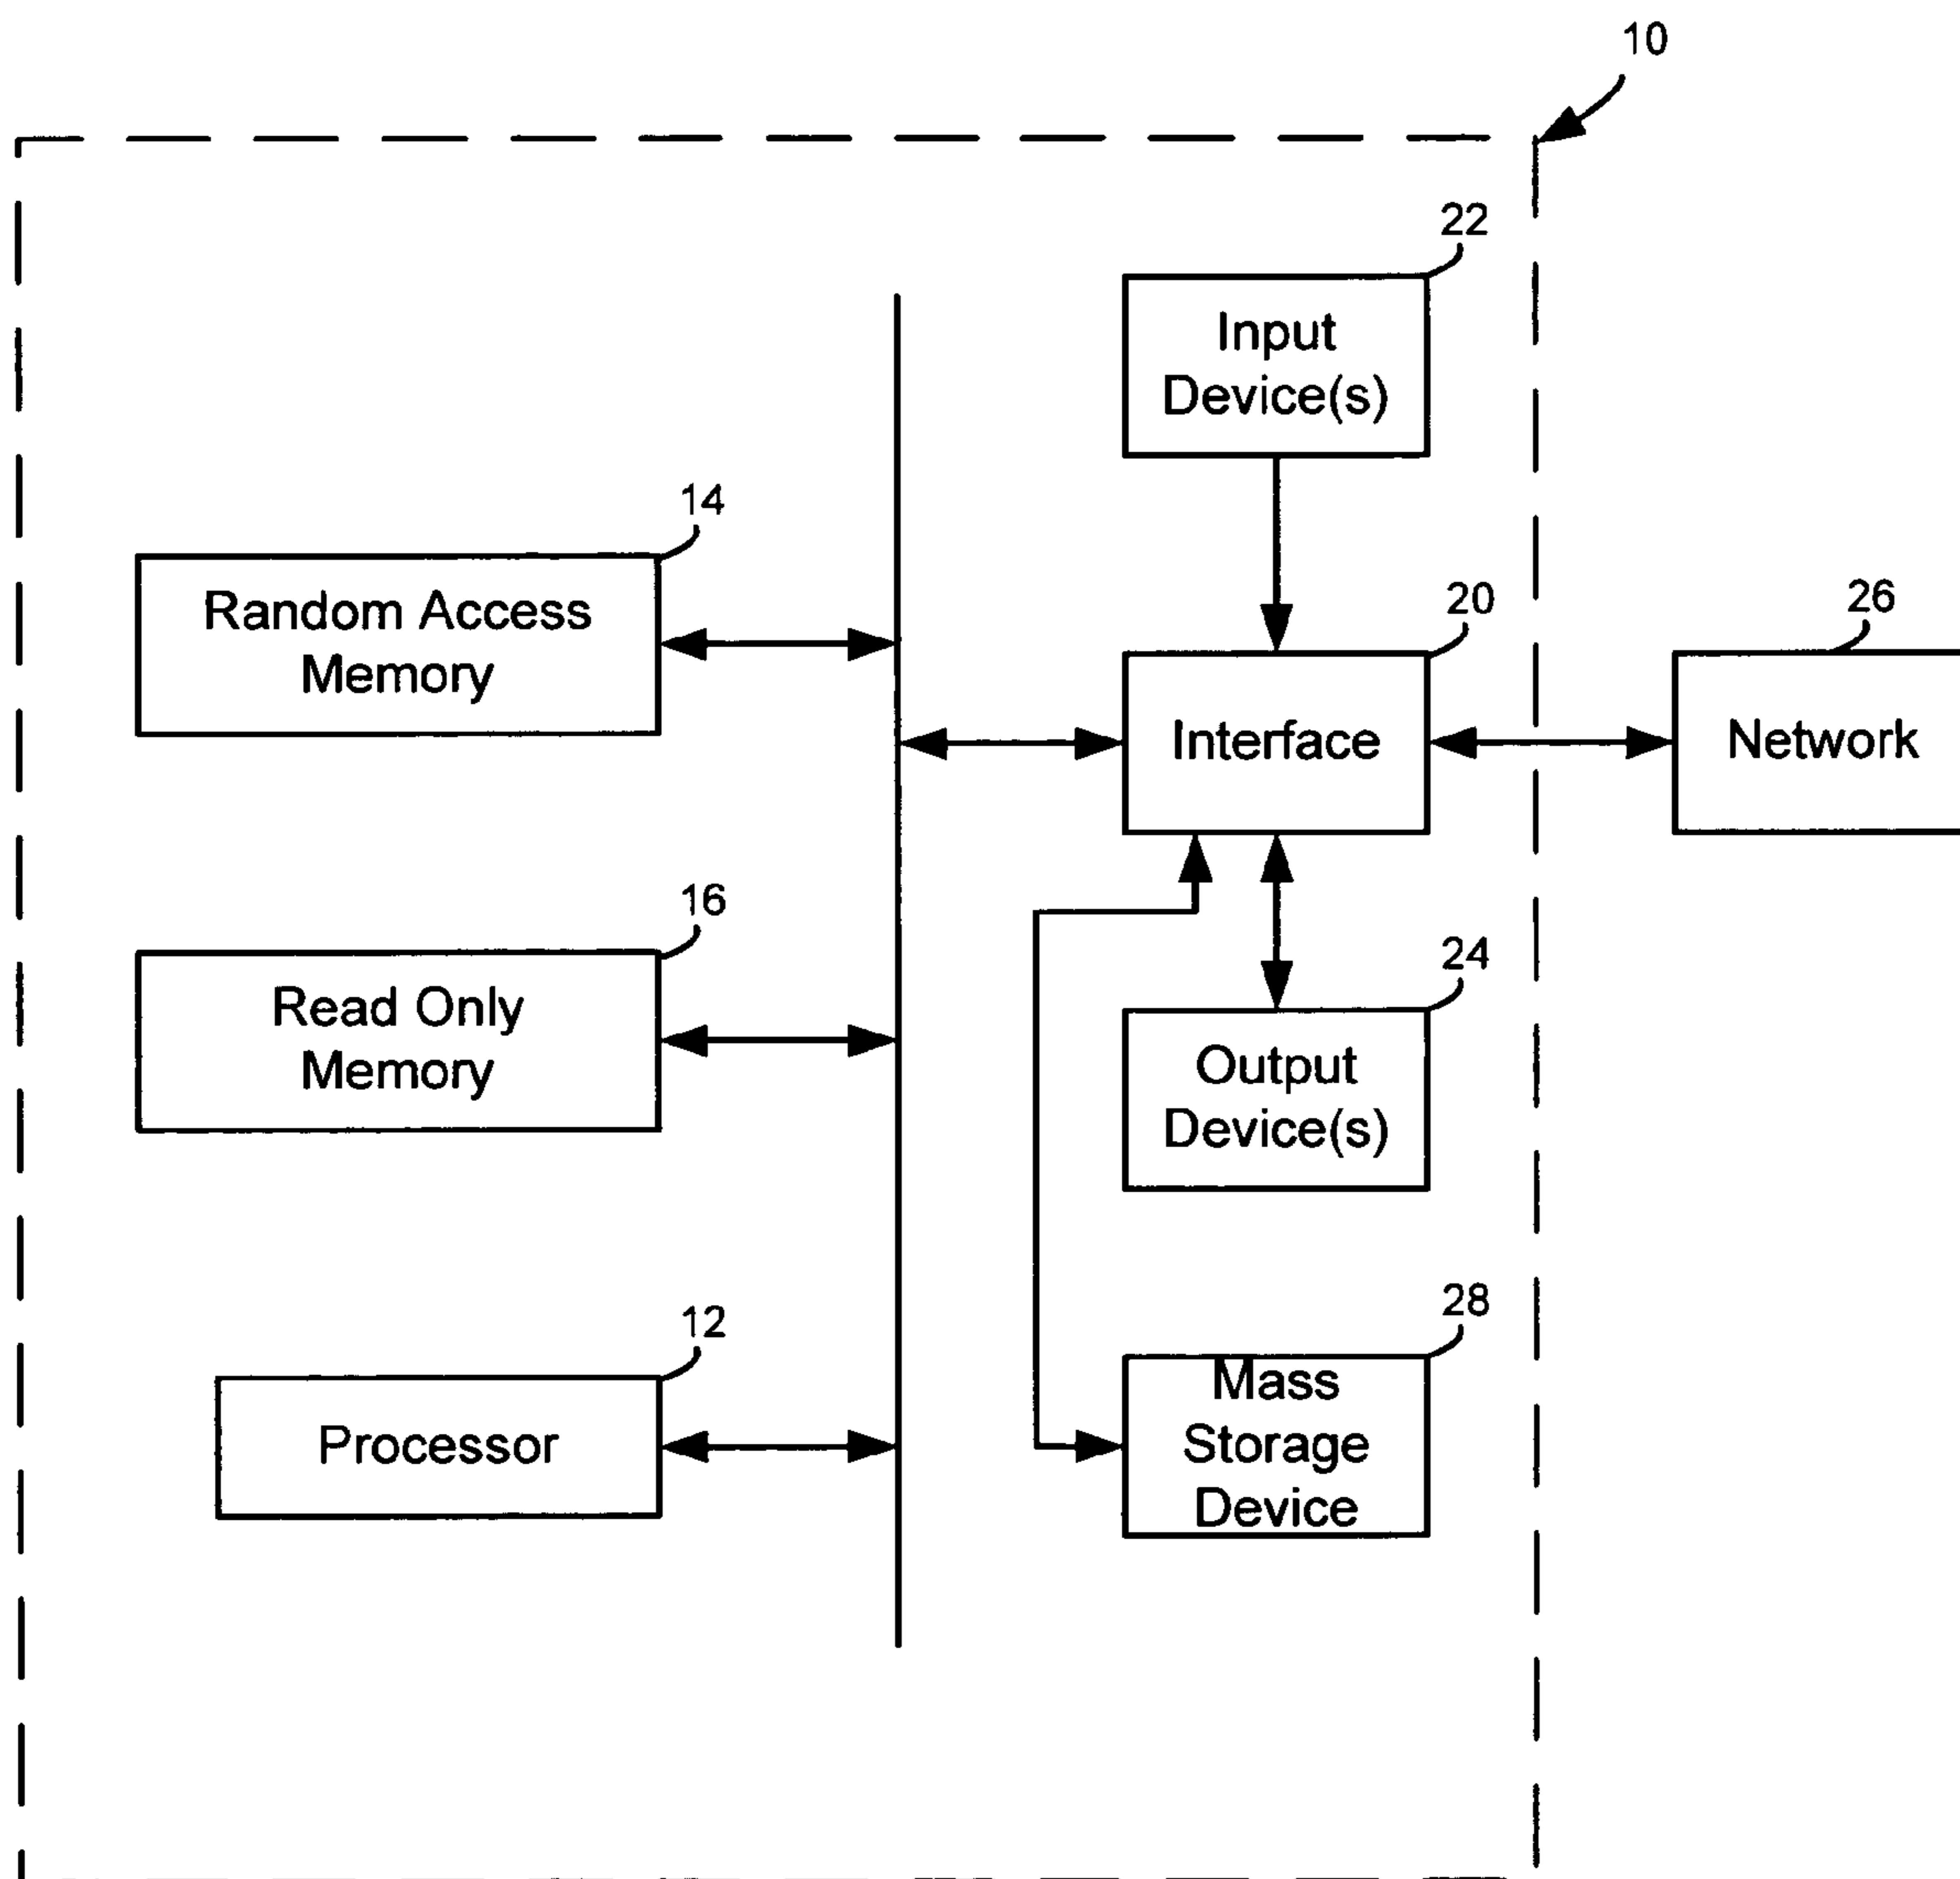 10
22
Input
Device(s)
14
Random Access
Memory
20
Interface
26
Network
16
Read Only
Memory
24
Output
Device(s)
12
Processor
28
Mass
Storage
Device